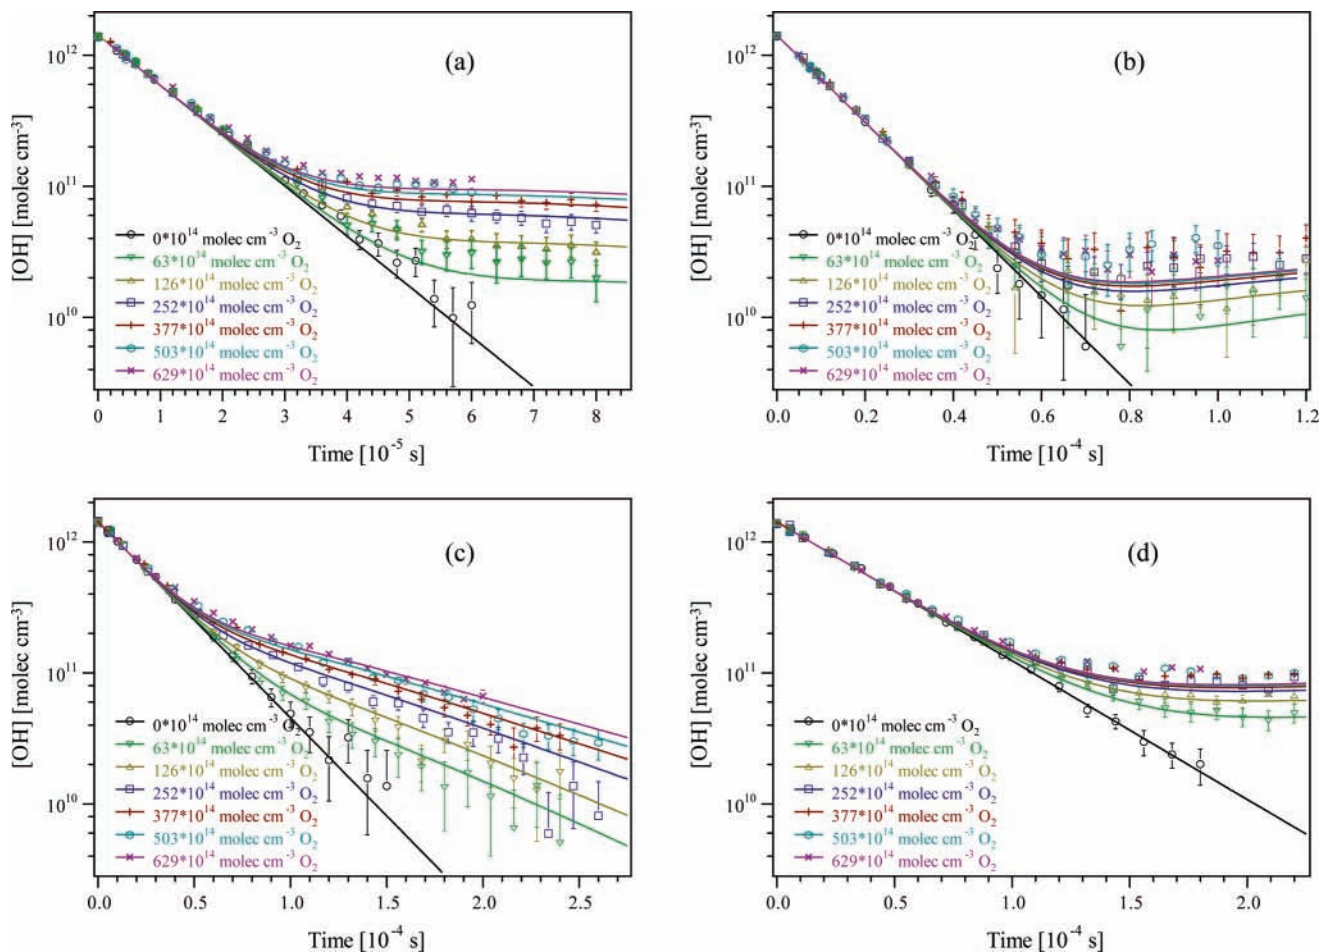 (a)
10¹²
10¹¹
10¹⁰
[OH] [molec cm⁻³]
0*10¹⁴ molec cm⁻³ O₂
63*10¹⁴ molec cm⁻³ O₂
126*10¹⁴ molec cm⁻³ O₂
252*10¹⁴ molec cm⁻³ O₂
377*10¹⁴ molec cm⁻³ O₂
503*10¹⁴ molec cm⁻³ O₂
629*10¹⁴ molec cm⁻³ O₂
0 1 2 3 4 5 6 7 8
Time [10⁻⁵ s]
(b)
10¹²
10¹¹
10¹⁰
[OH] [molec cm⁻³]
0*10¹⁴ molec cm⁻³ O₂
63*10¹⁴ molec cm⁻³ O₂
126*10¹⁴ molec cm⁻³ O₂
252*10¹⁴ molec cm⁻³ O₂
377*10¹⁴ molec cm⁻³ O₂
503*10¹⁴ molec cm⁻³ O₂
629*10¹⁴ molec cm⁻³ O₂
0.0 0.2 0.4 0.6 0.8 1.0 1.2
Time [10⁻⁴ s]
(c)
10¹²
10¹¹
10¹⁰
[OH] [molec cm⁻³]
0*10¹⁴ molec cm⁻³ O₂
63*10¹⁴ molec cm⁻³ O₂
126*10¹⁴ molec cm⁻³ O₂
252*10¹⁴ molec cm⁻³ O₂
377*10¹⁴ molec cm⁻³ O₂
503*10¹⁴ molec cm⁻³ O₂
629*10¹⁴ molec cm⁻³ O₂
0.0 0.5 1.0 1.5 2.0 2.5
Time [10⁻⁴ s]
(d)
10¹²
10¹¹
10¹⁰
[OH] [molec cm⁻³]
0*10¹⁴ molec cm⁻³ O₂
63*10¹⁴ molec cm⁻³ O₂
126*10¹⁴ molec cm⁻³ O₂
252*10¹⁴ molec cm⁻³ O₂
377*10¹⁴ molec cm⁻³ O₂
503*10¹⁴ molec cm⁻³ O₂
629*10¹⁴ molec cm⁻³ O₂
0.0 0.5 1.0 1.5 2.0
Time [10⁻⁴ s]